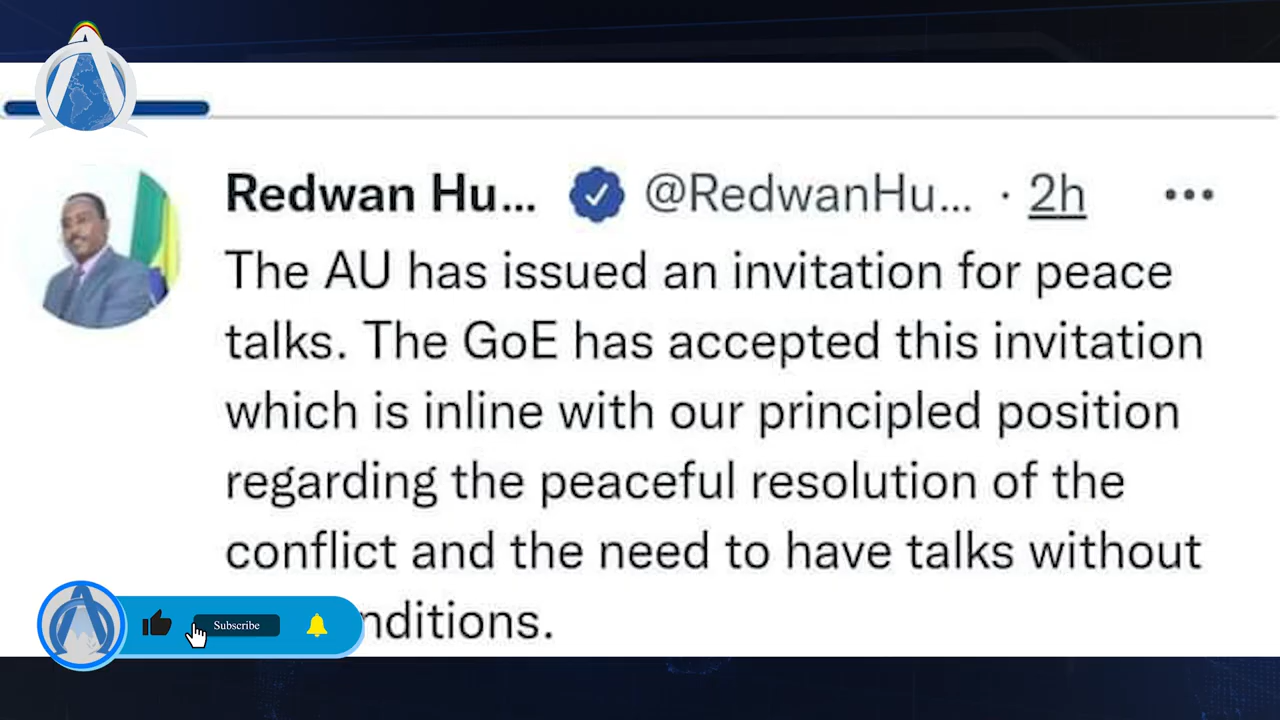 Redwan Hu... @RedwanHu... · 2h ...
The AU has issued an invitation for peace
talks. The GoE has accepted this invitation
which is inline with our principled position
regarding the peaceful resolution of the
conflict and the need to have talks without
nditions.
Subscribe